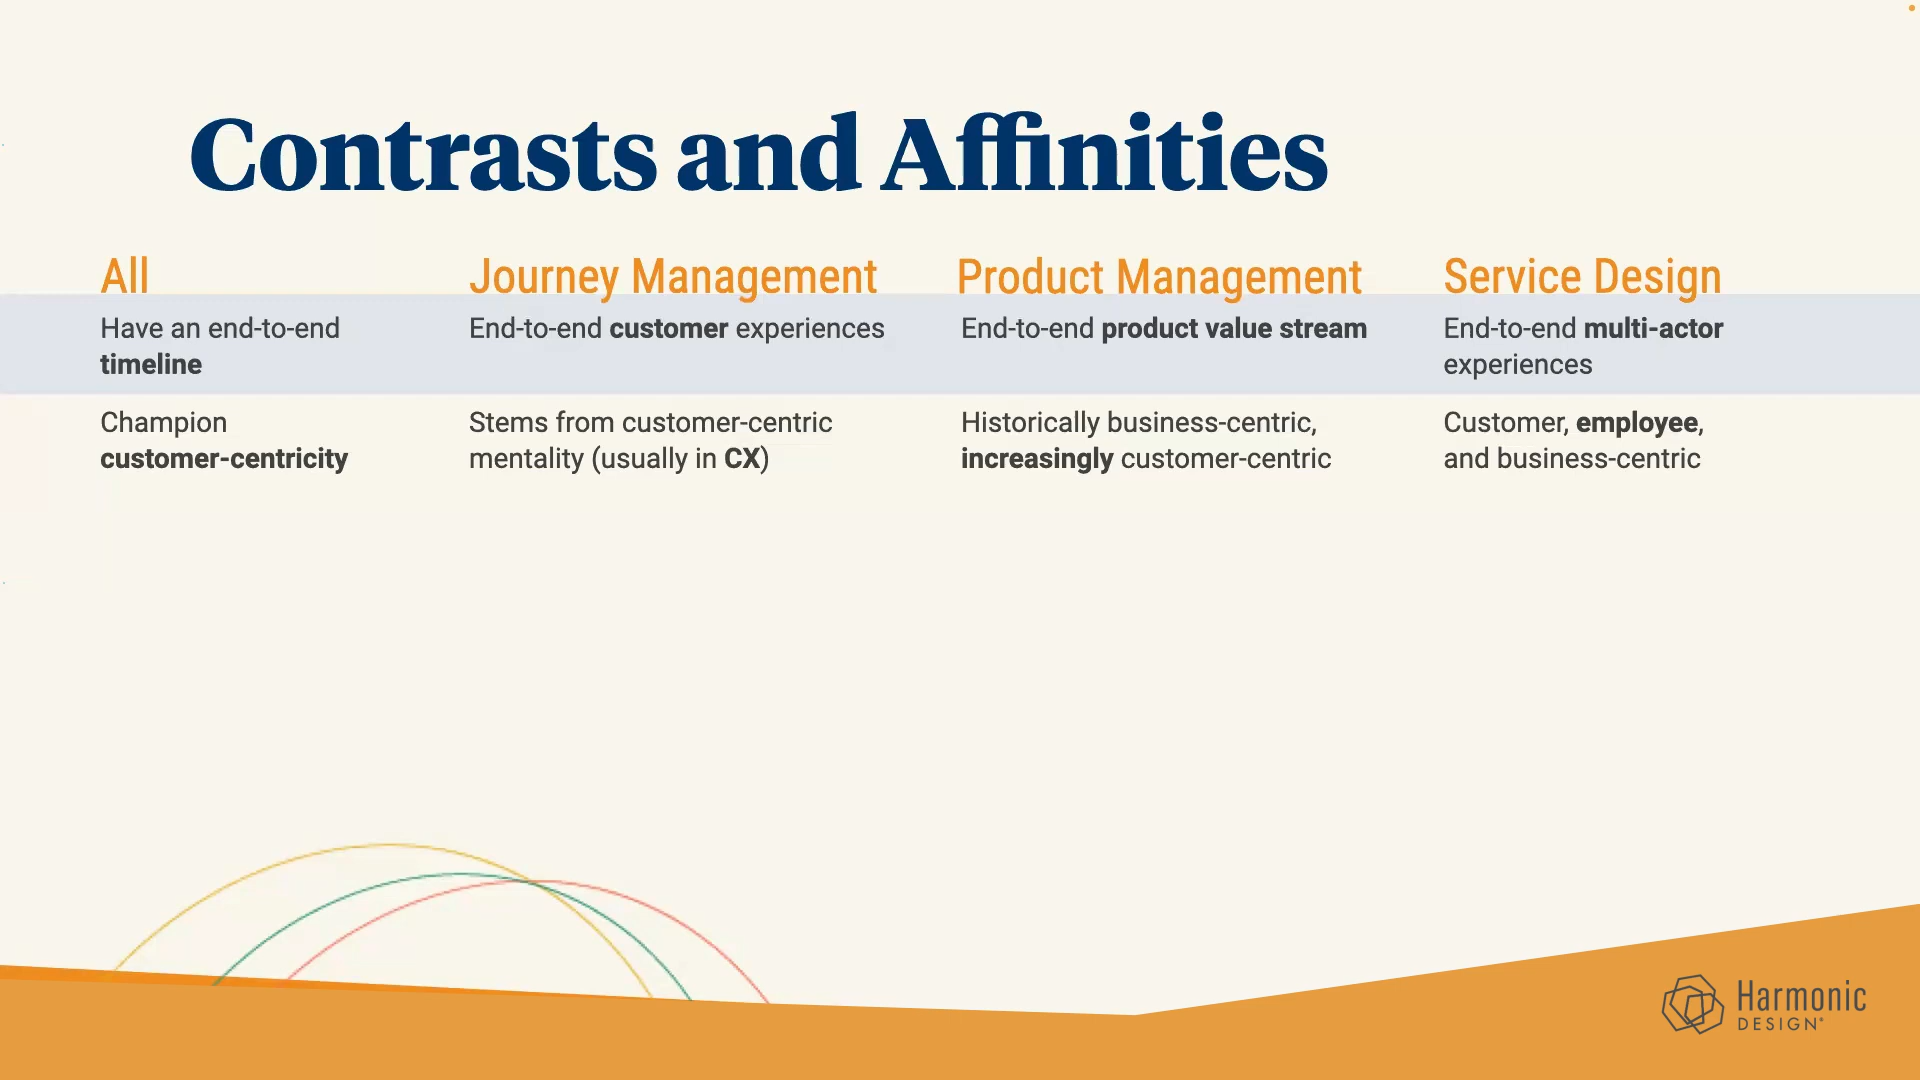 Contrasts and Affinities
All
Journey Management
Product Management
Service Design
Have an end-to-end
timeline
End-to-end customer experiences
End-to-end product value stream
End-to-end multi-actor
experiences
Champion
customer-centricity
Stems from customer-centric
mentality (usually in CX)
Historically business-centric,
increasingly customer-centric
Customer, employee,
and business-centric
Harmonic
DESIGN®